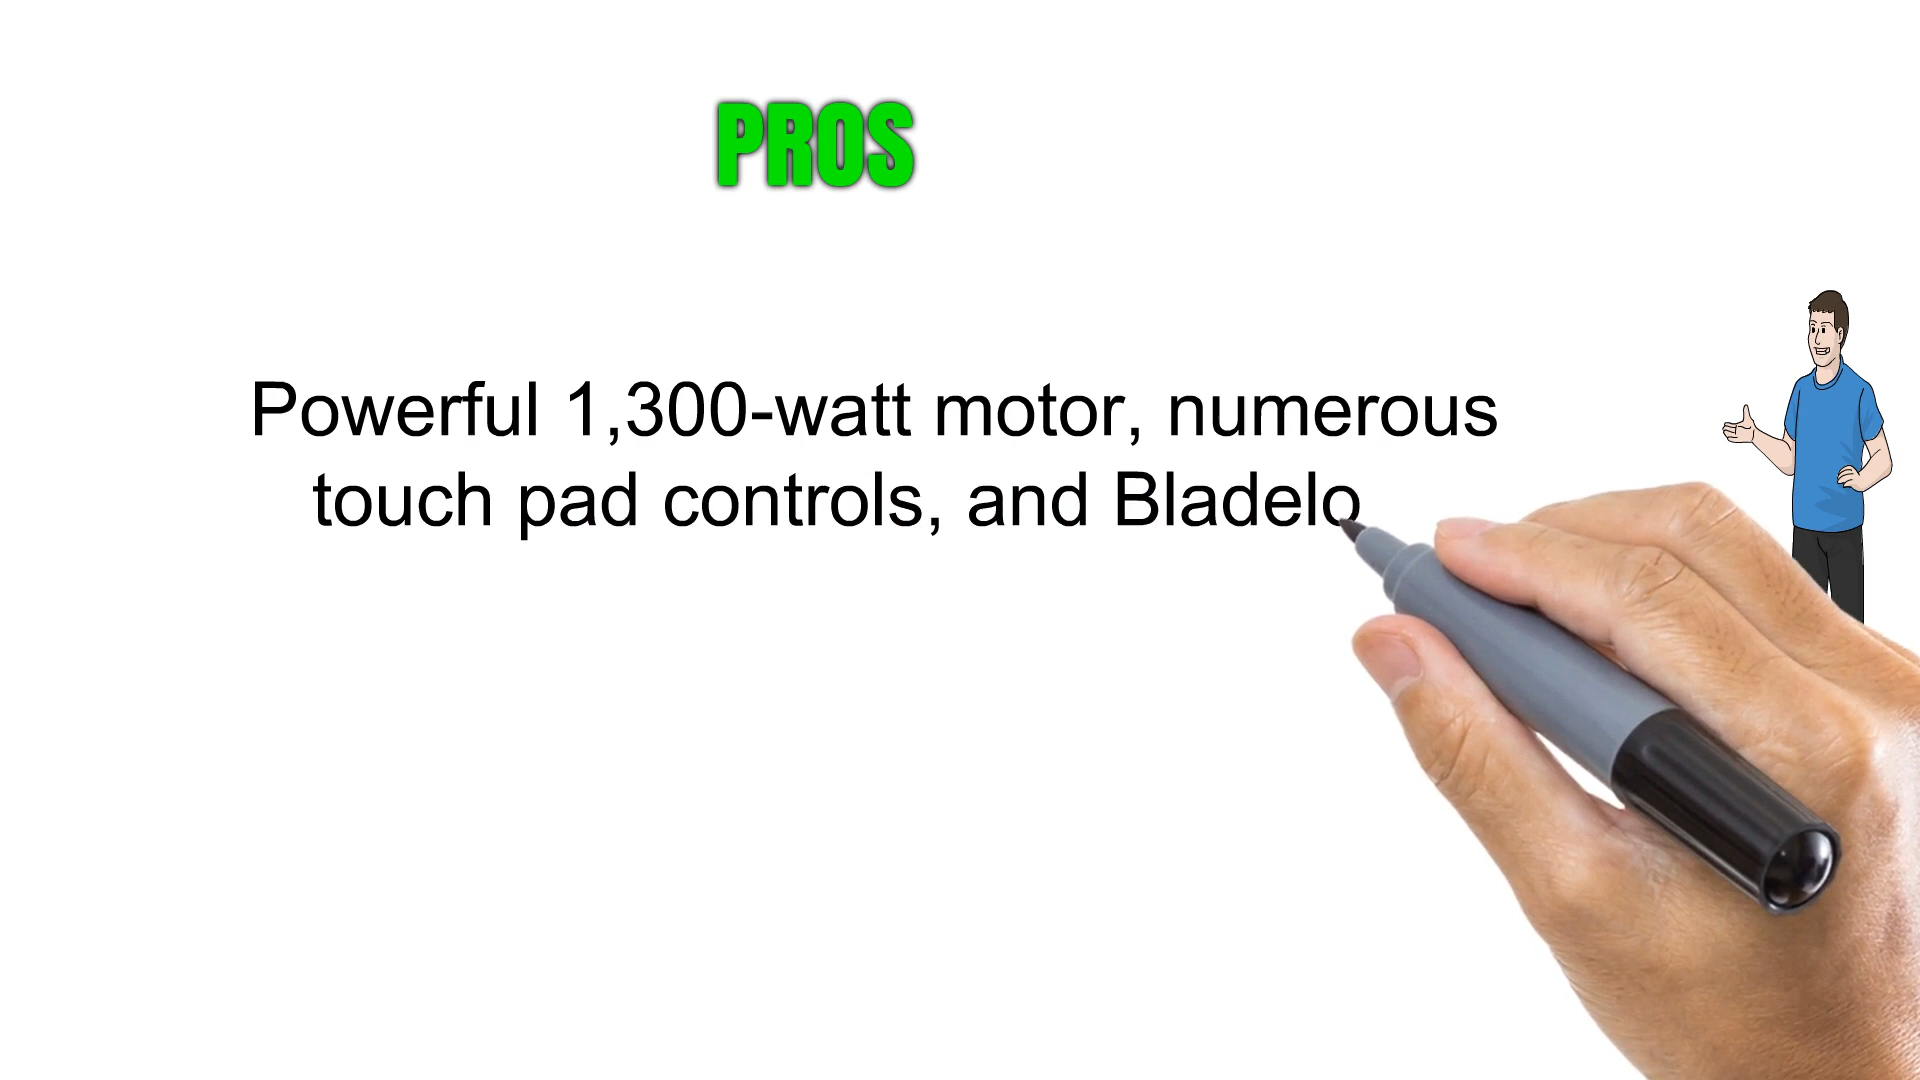 PROS
Powerful 1,300-watt motor, numerous
touch pad controls, and Bladelo